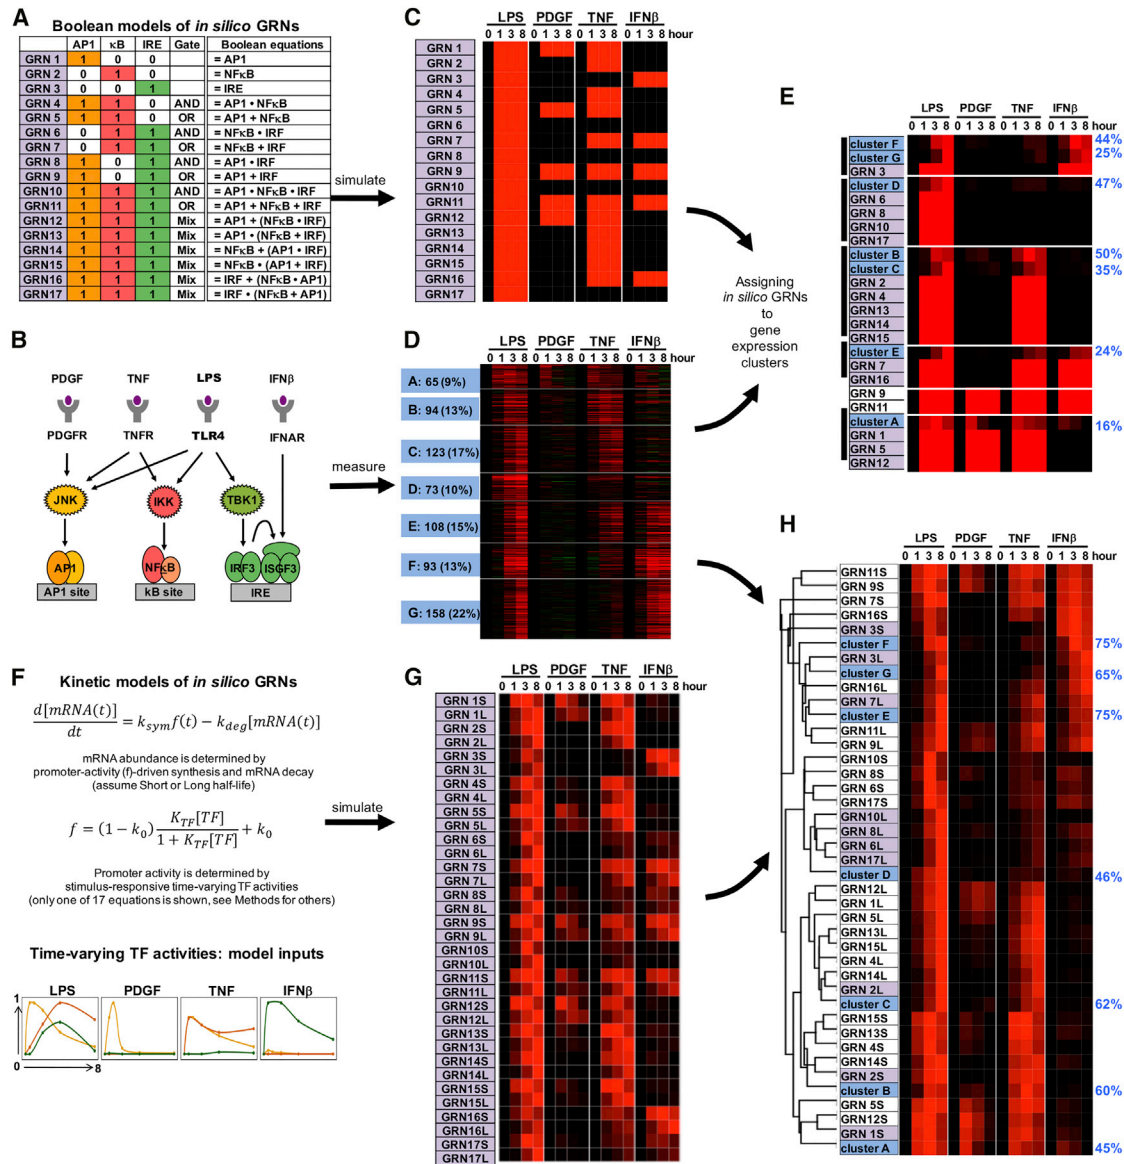 A
Boolean models of in silico GRNs
AP1 κB IRE Gate Boolean equations
GRN 1 1 0 0 = AP1
GRN 2 0 1 0 = NFκB
GRN 3 0 0 1 = IRE
GRN 4 1 1 0 AND = AP1 • NFκB
GRN 5 1 1 0 OR = AP1 + NFκB
GRN 6 0 1 1 AND = NFκB • IRF
GRN 7 0 1 1 OR = NFκB + IRF
GRN 8 1 0 1 AND = AP1 • IRF
GRN 9 1 0 1 OR = AP1 + IRF
GRN10 1 1 1 AND = AP1 • NFκB • IRF
GRN11 1 1 1 OR = AP1 + NFκB + IRF
GRN12 1 1 1 Mix = AP1 + (NFκB • IRF)
GRN13 1 1 1 Mix = AP1 • (NFκB + IRF)
GRN14 1 1 1 Mix = NFκB + (AP1 • IRF)
GRN15 1 1 1 Mix = NFκB • (AP1 + IRF)
GRN16 1 1 1 Mix = IRF + (NFκB • AP1)
GRN17 1 1 1 Mix = IRF • (NFκB + AP1)
simulate
B
PDGF TNF LPS IFNβ
PDGFR TNFR TLR4 IFNAR
JNK IKK TBK1
AP1 NFκB IRF3 ISGF3
AP1 site kB site IRE
measure
C
LPS PDGF TNF IFNβ
0 1 3 8 0 1 3 8 0 1 3 8 0 1 3 8 hour
GRN 1
GRN 2
GRN 3
GRN 4
GRN 5
GRN 6
GRN 7
GRN 8
GRN 9
GRN10
GRN11
GRN12
GRN13
GRN14
GRN15
GRN16
GRN17
D
LPS PDGF TNF IFNβ
0 1 3 8 0 1 3 8 0 1 3 8 0 1 3 8 hour
A: 65 (9%)
B: 94 (13%)
C: 123 (17%)
D: 73 (10%)
E: 108 (15%)
F: 93 (13%)
G: 158 (22%)
Assigning
in silico GRNs
to
gene
expression
clusters
E
LPS PDGF TNF IFNβ
0 1 3 8 0 1 3 8 0 1 3 8 0 1 3 8 hour
cluster F 44%
cluster G 25%
GRN 3
cluster D 47%
GRN 6
GRN 8
GRN 10
GRN17
cluster B 50%
cluster C 35%
GRN 2
GRN 4
GRN13
GRN14
GRN15
cluster E 24%
GRN 7
GRN16
GRN 9
GRN11
cluster A 16%
GRN 1
GRN 5
GRN12
F
Kinetic models of in silico GRNs
d[mRNA(t)]/dt = k_sym f(t) − k_deg[mRNA(t)]
mRNA abundance is determined by
promoter-activity (f)-driven synthesis and mRNA decay
(assume Short or Long half-life)
f = (1 − k_0) K_TF[TF]/(1 + K_TF[TF]) + k_0
Promoter activity is determined by
stimulus-responsive time-varying TF activities
(only one of 17 equations is shown, see Methods for others)
Time-varying TF activities: model inputs
LPS PDGF TNF IFNβ
1
0 8
simulate
G
LPS PDGF TNF IFNβ
0 1 3 8 0 1 3 8 0 1 3 8 0 1 3 8 hour
GRN 1S
GRN 1L
GRN 2S
GRN 2L
GRN 3S
GRN 3L
GRN 4S
GRN 4L
GRN 5S
GRN 5L
GRN 6S
GRN 6L
GRN 7S
GRN 7L
GRN 8S
GRN 8L
GRN 9S
GRN 9L
GRN10S
GRN10L
GRN11S
GRN11L
GRN12S
GRN12L
GRN13S
GRN13L
GRN14S
GRN14L
GRN15S
GRN15L
GRN16S
GRN16L
GRN17S
GRN17L
H
LPS PDGF TNF IFNβ
0 1 3 8 0 1 3 8 0 1 3 8 0 1 3 8 hour
GRN11S
GRN 9S
GRN 7S
GRN16S
GRN 3S
cluster F 75%
GRN 3L
cluster G 65%
GRN16L
GRN 7L
cluster E 75%
GRN11L
GRN 9L
GRN10S
GRN 8S
GRN 6S
GRN17S
GRN10L
GRN 8L
GRN 6L
GRN17L
cluster D 46%
GRN12L
GRN 1L
GRN 5L
GRN13L
GRN15L
GRN 4L
GRN14L
GRN 2L
cluster C 62%
GRN15S
GRN13S
GRN 4S
GRN14S
GRN 2S
cluster B 60%
GRN 5S
GRN12S
GRN 1S
cluster A 45%